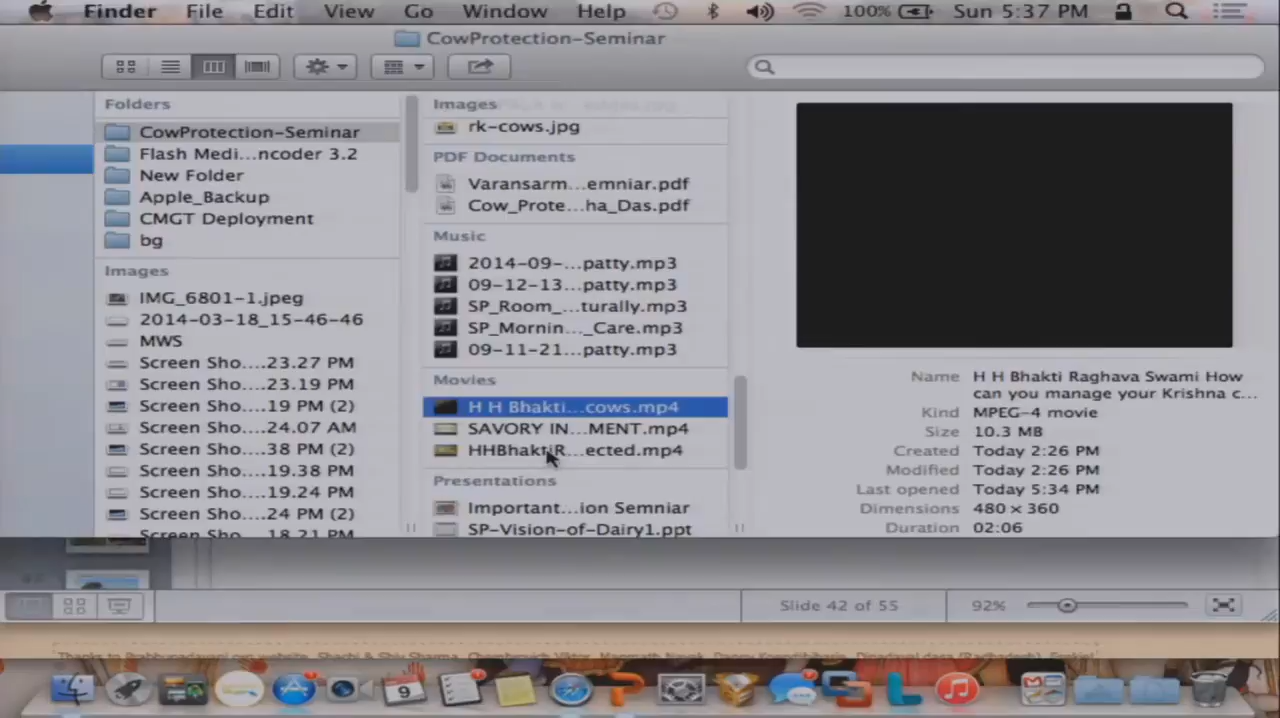 Finder File Edit View Go Window Help 100% Sun 5:37 PM
CowProtection-Seminar
Folders
CowProtection-Seminar
Flash Medi...ncoder 3.2
New Folder
Apple_Backup
CMGT Deployment
bg
Images
IMG_6801-1.jpeg
2014-03-18_15-46-46
MWS
Screen Sho....23.27 PM
Screen Sho....23.19 PM
Screen Sho....19 PM (2)
Screen Sho....24.07 AM
Screen Sho....38 PM (2)
Screen Sho....19.38 PM
Screen Sho....19.24 PM
Screen Sho....24 PM (2)
Screen Sho....18.21 PM
Images
rk-cows.jpg
PDF Documents
Varansarm...emniar.pdf
Cow_Prote...ha_Das.pdf
Music
2014-09-...patty.mp3
09-12-13...patty.mp3
SP_Room_...turally.mp3
SP_Mornin..._Care.mp3
09-11-21...patty.mp3
Movies
H H Bhakti...cows.mp4
SAVORY IN...MENT.mp4
HHBhaktiR...ected.mp4
Presentations
Important...ion Semniar
SP-Vision-of-Dairy1.ppt
Name H H Bhakti Raghava Swami How
can you manage your Krishna c...
Kind MPEG-4 movie
Size 10.3 MB
Created Today 2:26 PM
Modified Today 2:26 PM
Last opened Today 5:34 PM
Dimensions 480 × 360
Duration 02:06
Slide 42 of 55 92%
9